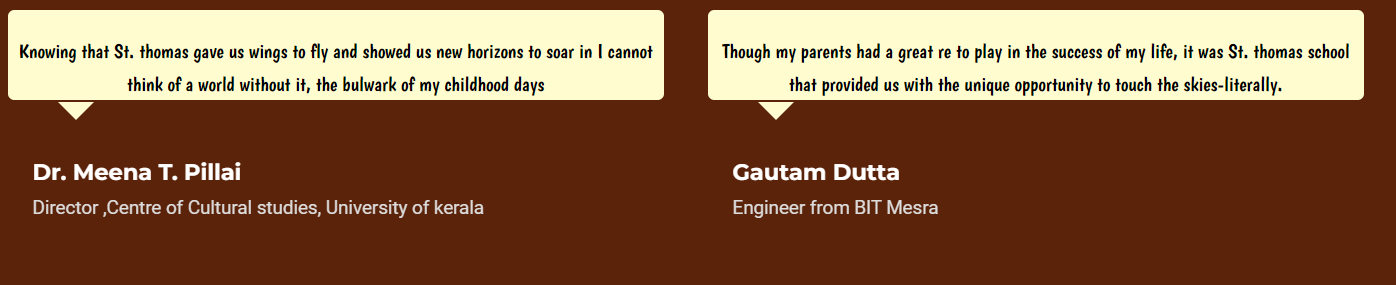 Knowing that St. thomas gave us wings to fly and showed us new horizons to soar in I cannot
think of a world without it, the bulwark of my childhood days
Dr. Meena T. Pillai
Director ,Centre of Cultural studies, University of kerala
Though my parents had a great re to play in the success of my life, it was St. thomas school
that provided us with the unique opportunity to touch the skies-literally.
Gautam Dutta
Engineer from BIT Mesra